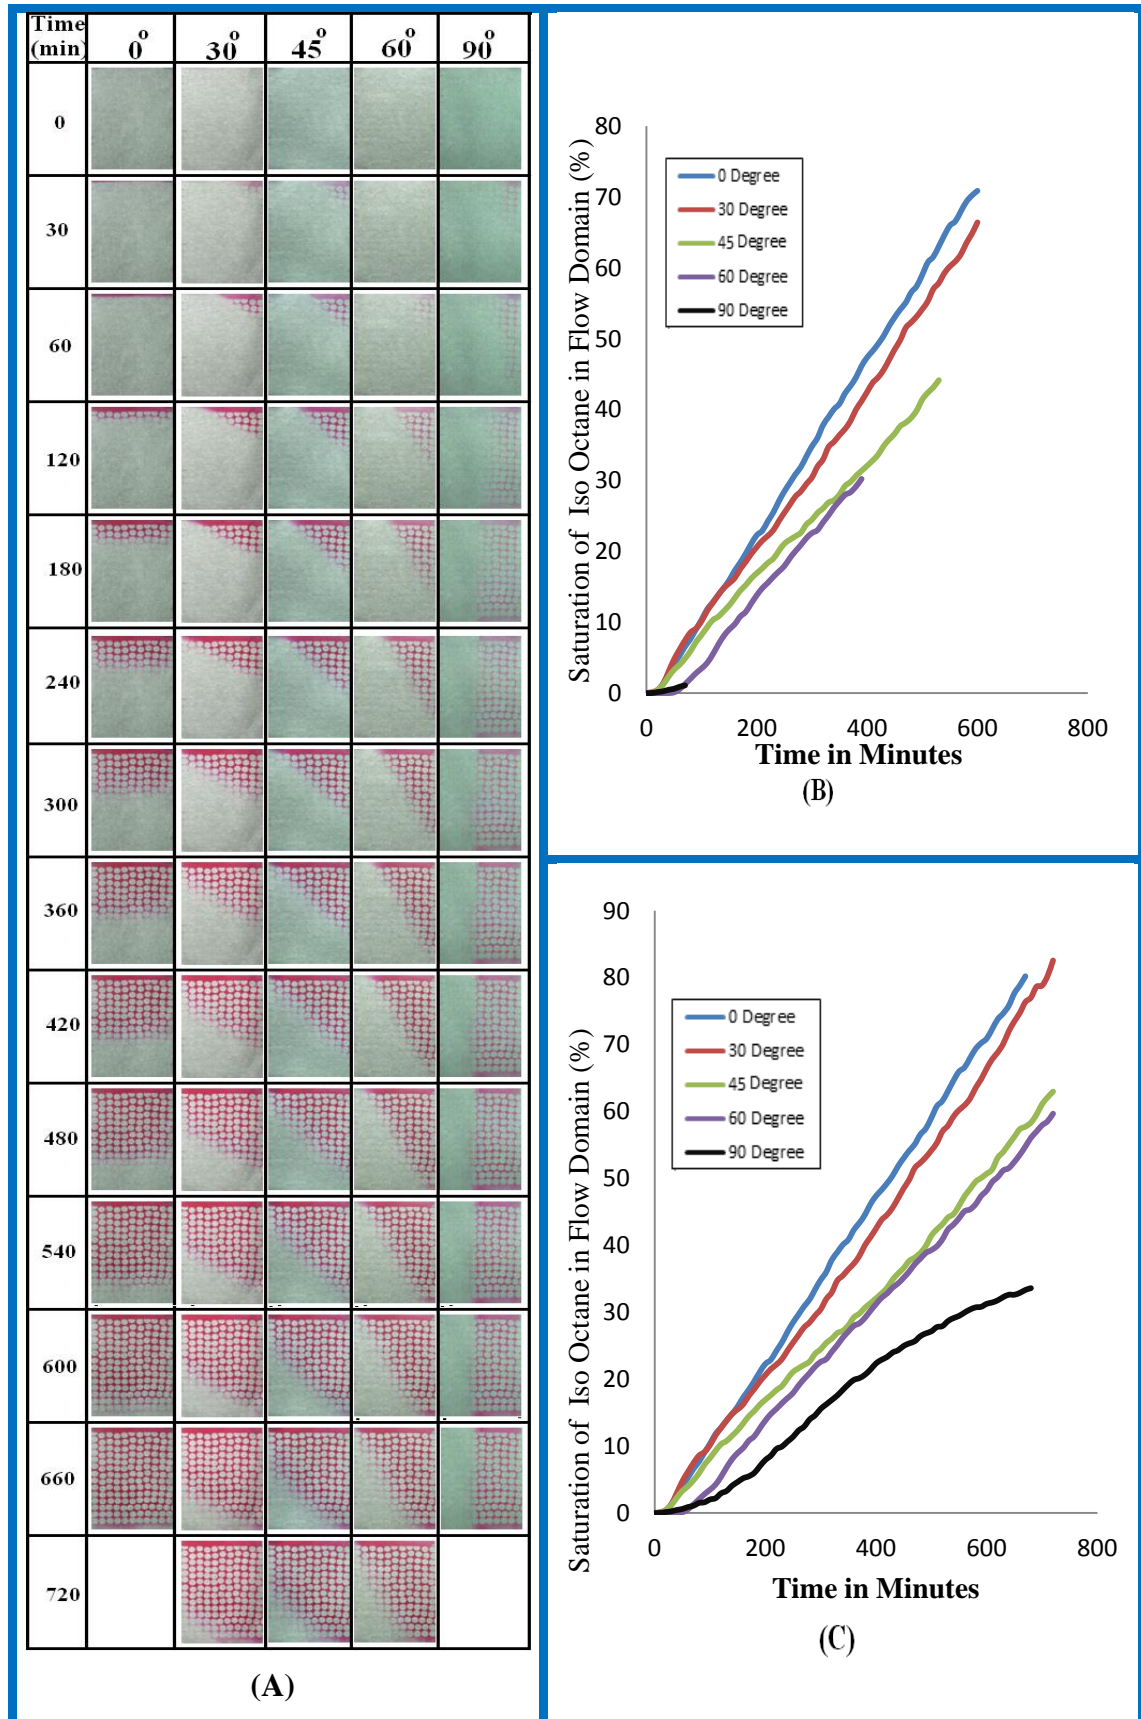 Time (min) 0° 30° 45° 60° 90°
0
30
60
120
180
240
300
360
420
480
540
600
660
720
(A)
Saturation of Iso Octane in Flow Domain (%)
80
70
60
50
40
30
20
10
0
0 Degree
30 Degree
45 Degree
60 Degree
90 Degree
0 200 400 600 800
Time in Minutes
(B)
Saturation of Iso Octane in Flow Domain (%)
90
80
70
60
50
40
30
20
10
0
0 Degree
30 Degree
45 Degree
60 Degree
90 Degree
0 200 400 600 800
Time in Minutes
(C)